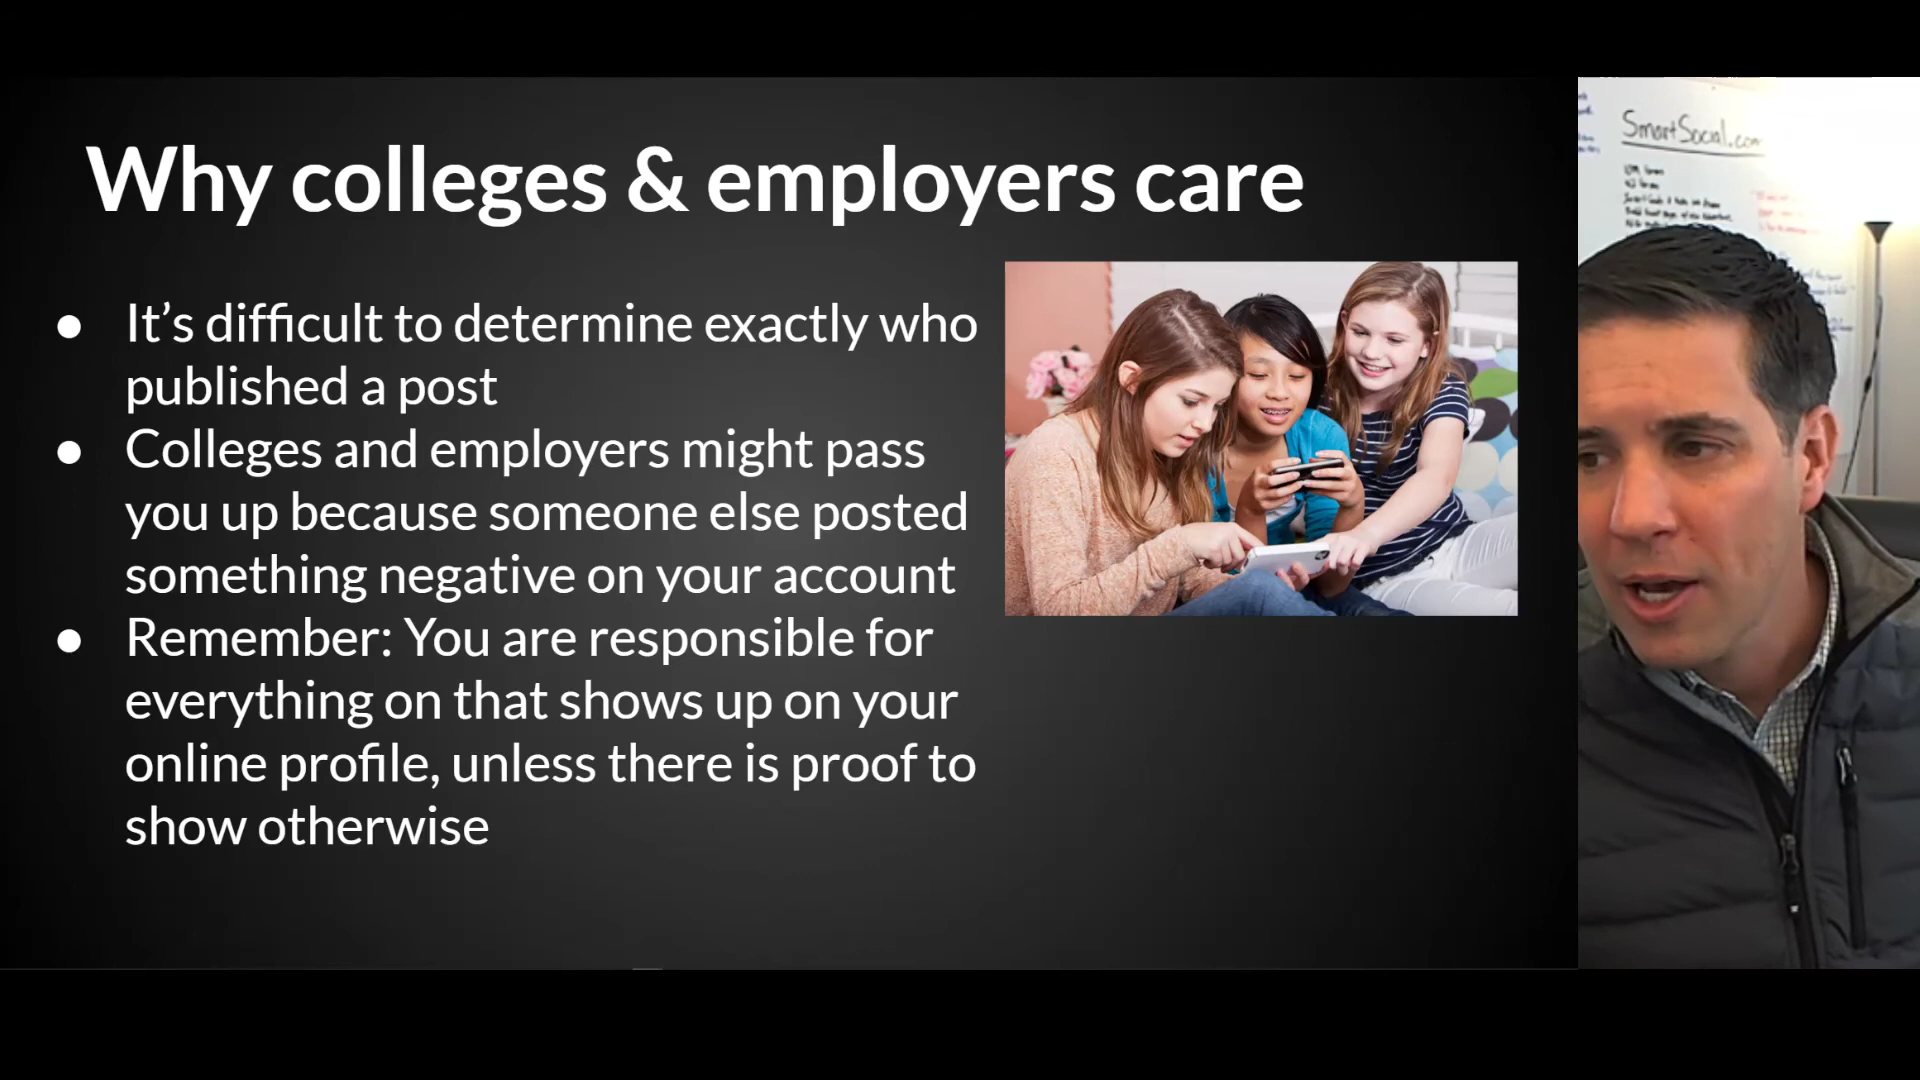 Why colleges & employers care
● It’s difficult to determine exactly who
published a post
● Colleges and employers might pass
you up because someone else posted
something negative on your account
● Remember: You are responsible for
everything on that shows up on your
online profile, unless there is proof to
show otherwise
SmartSocial.com